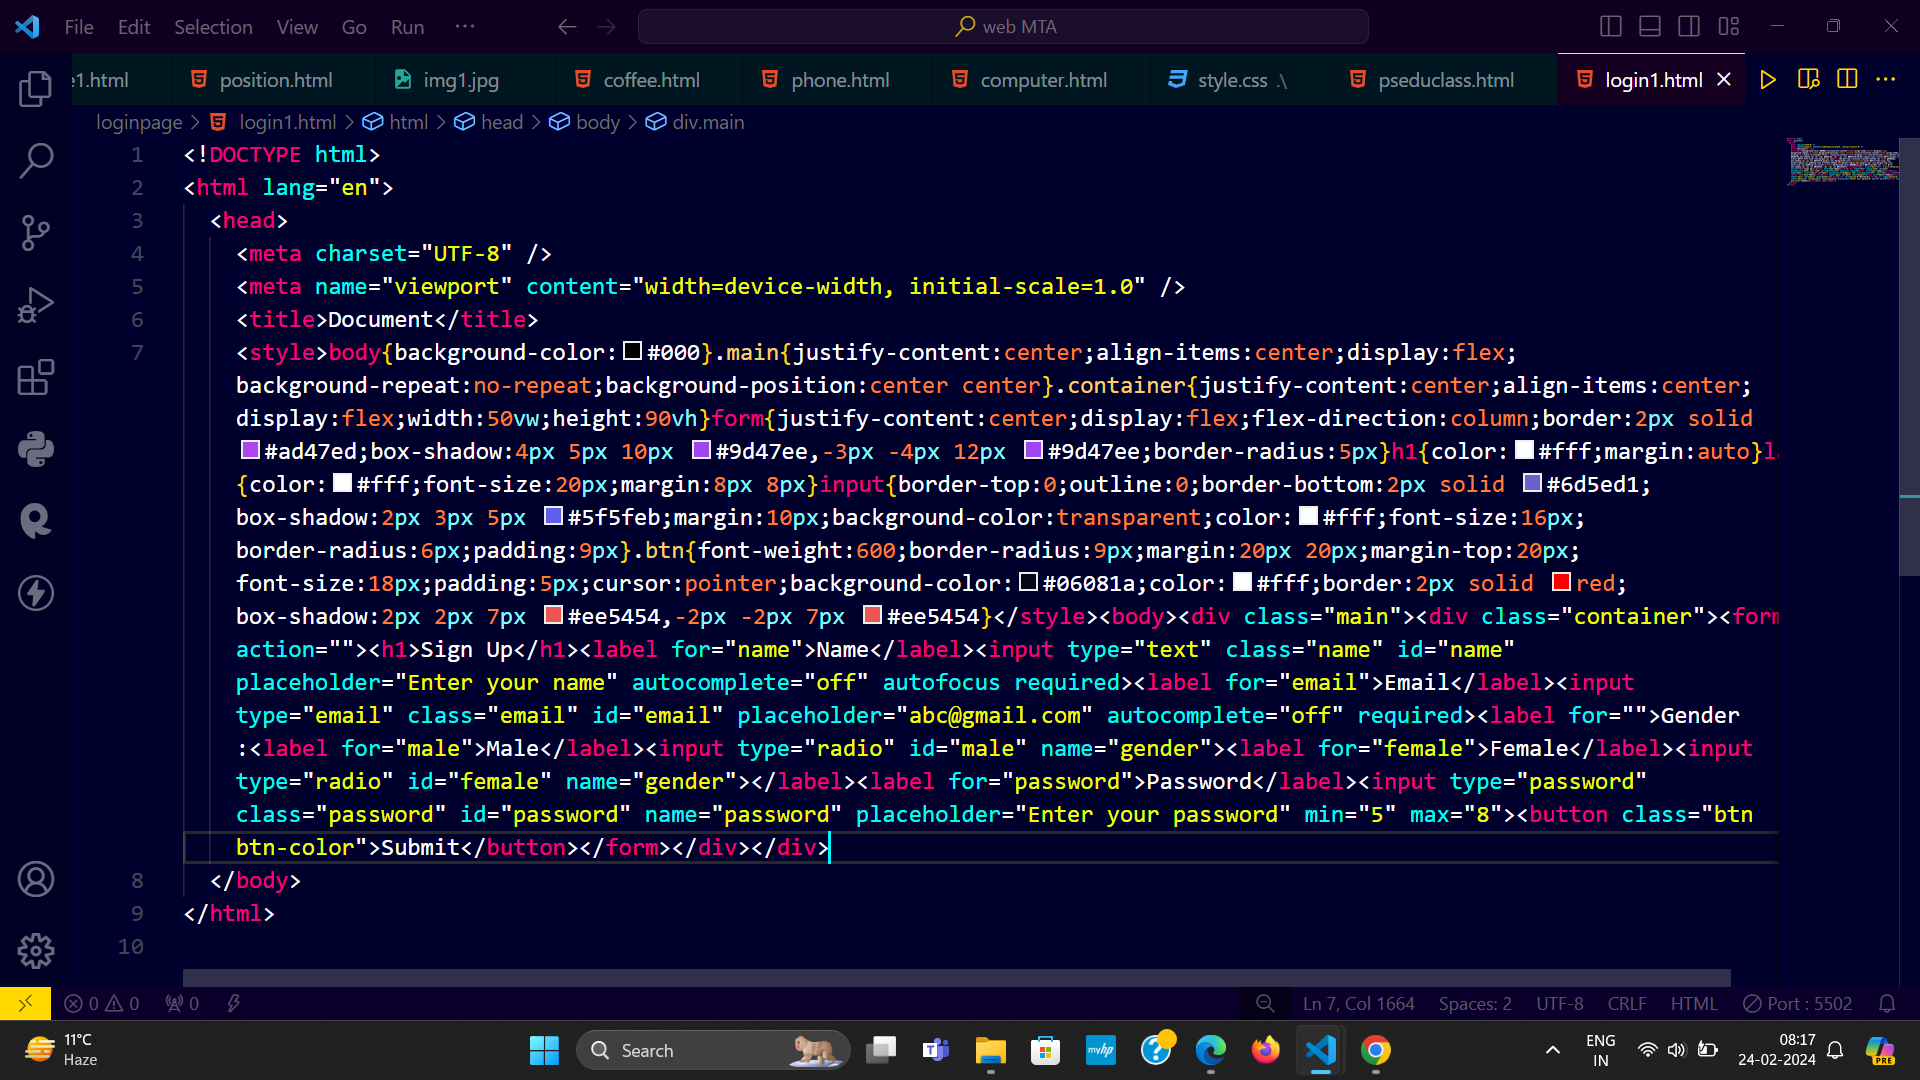 File Edit Selection View Go Run ··· web MTA
e1.html position.html img1.jpg coffee.html phone.html computer.html style.css .\ pseduclass.html login1.html
loginpage > login1.html > html > head > body > div.main
1 <!DOCTYPE html>
2 <html lang="en">
3 <head>
4 <meta charset="UTF-8" />
5 <meta name="viewport" content="width=device-width, initial-scale=1.0" />
6 <title>Document</title>
7 <style>body{background-color:#000}.main{justify-content:center;align-items:center;display:flex;
background-repeat:no-repeat;background-position:center center}.container{justify-content:center;align-items:center;
display:flex;width:50vw;height:90vh}form{justify-content:center;display:flex;flex-direction:column;border:2px solid
#ad47ed;box-shadow:4px 5px 10px #9d47ee,-3px -4px 12px #9d47ee;border-radius:5px}h1{color:#fff;margin:auto}la
{color:#fff;font-size:20px;margin:8px 8px}input{border-top:0;outline:0;border-bottom:2px solid #6d5ed1;
box-shadow:2px 3px 5px #5f5feb;margin:10px;background-color:transparent;color:#fff;font-size:16px;
border-radius:6px;padding:9px}.btn{font-weight:600;border-radius:9px;margin:20px 20px;margin-top:20px;
font-size:18px;padding:5px;cursor:pointer;background-color:#06081a;color:#fff;border:2px solid red;
box-shadow:2px 2px 7px #ee5454,-2px -2px 7px #ee5454}</style><body><div class="main"><div class="container"><form
action=""><h1>Sign Up</h1><label for="name">Name</label><input type="text" class="name" id="name"
placeholder="Enter your name" autocomplete="off" autofocus required><label for="email">Email</label><input
type="email" class="email" id="email" placeholder="abc@gmail.com" autocomplete="off" required><label for="">Gender
:<label for="male">Male</label><input type="radio" id="male" name="gender"><label for="female">Female</label><input
type="radio" id="female" name="gender"></label><label for="password">Password</label><input type="password"
class="password" id="password" name="password" placeholder="Enter your password" min="5" max="8"><button class="btn
btn-color">Submit</button></form></div></div>
8 </body>
9 </html>
10
0 0 0 Ln 7, Col 1664 Spaces: 2 UTF-8 CRLF HTML Port : 5502
11°C
Haze
Search
myhp
ENG
IN
08:17
24-02-2024
PRE